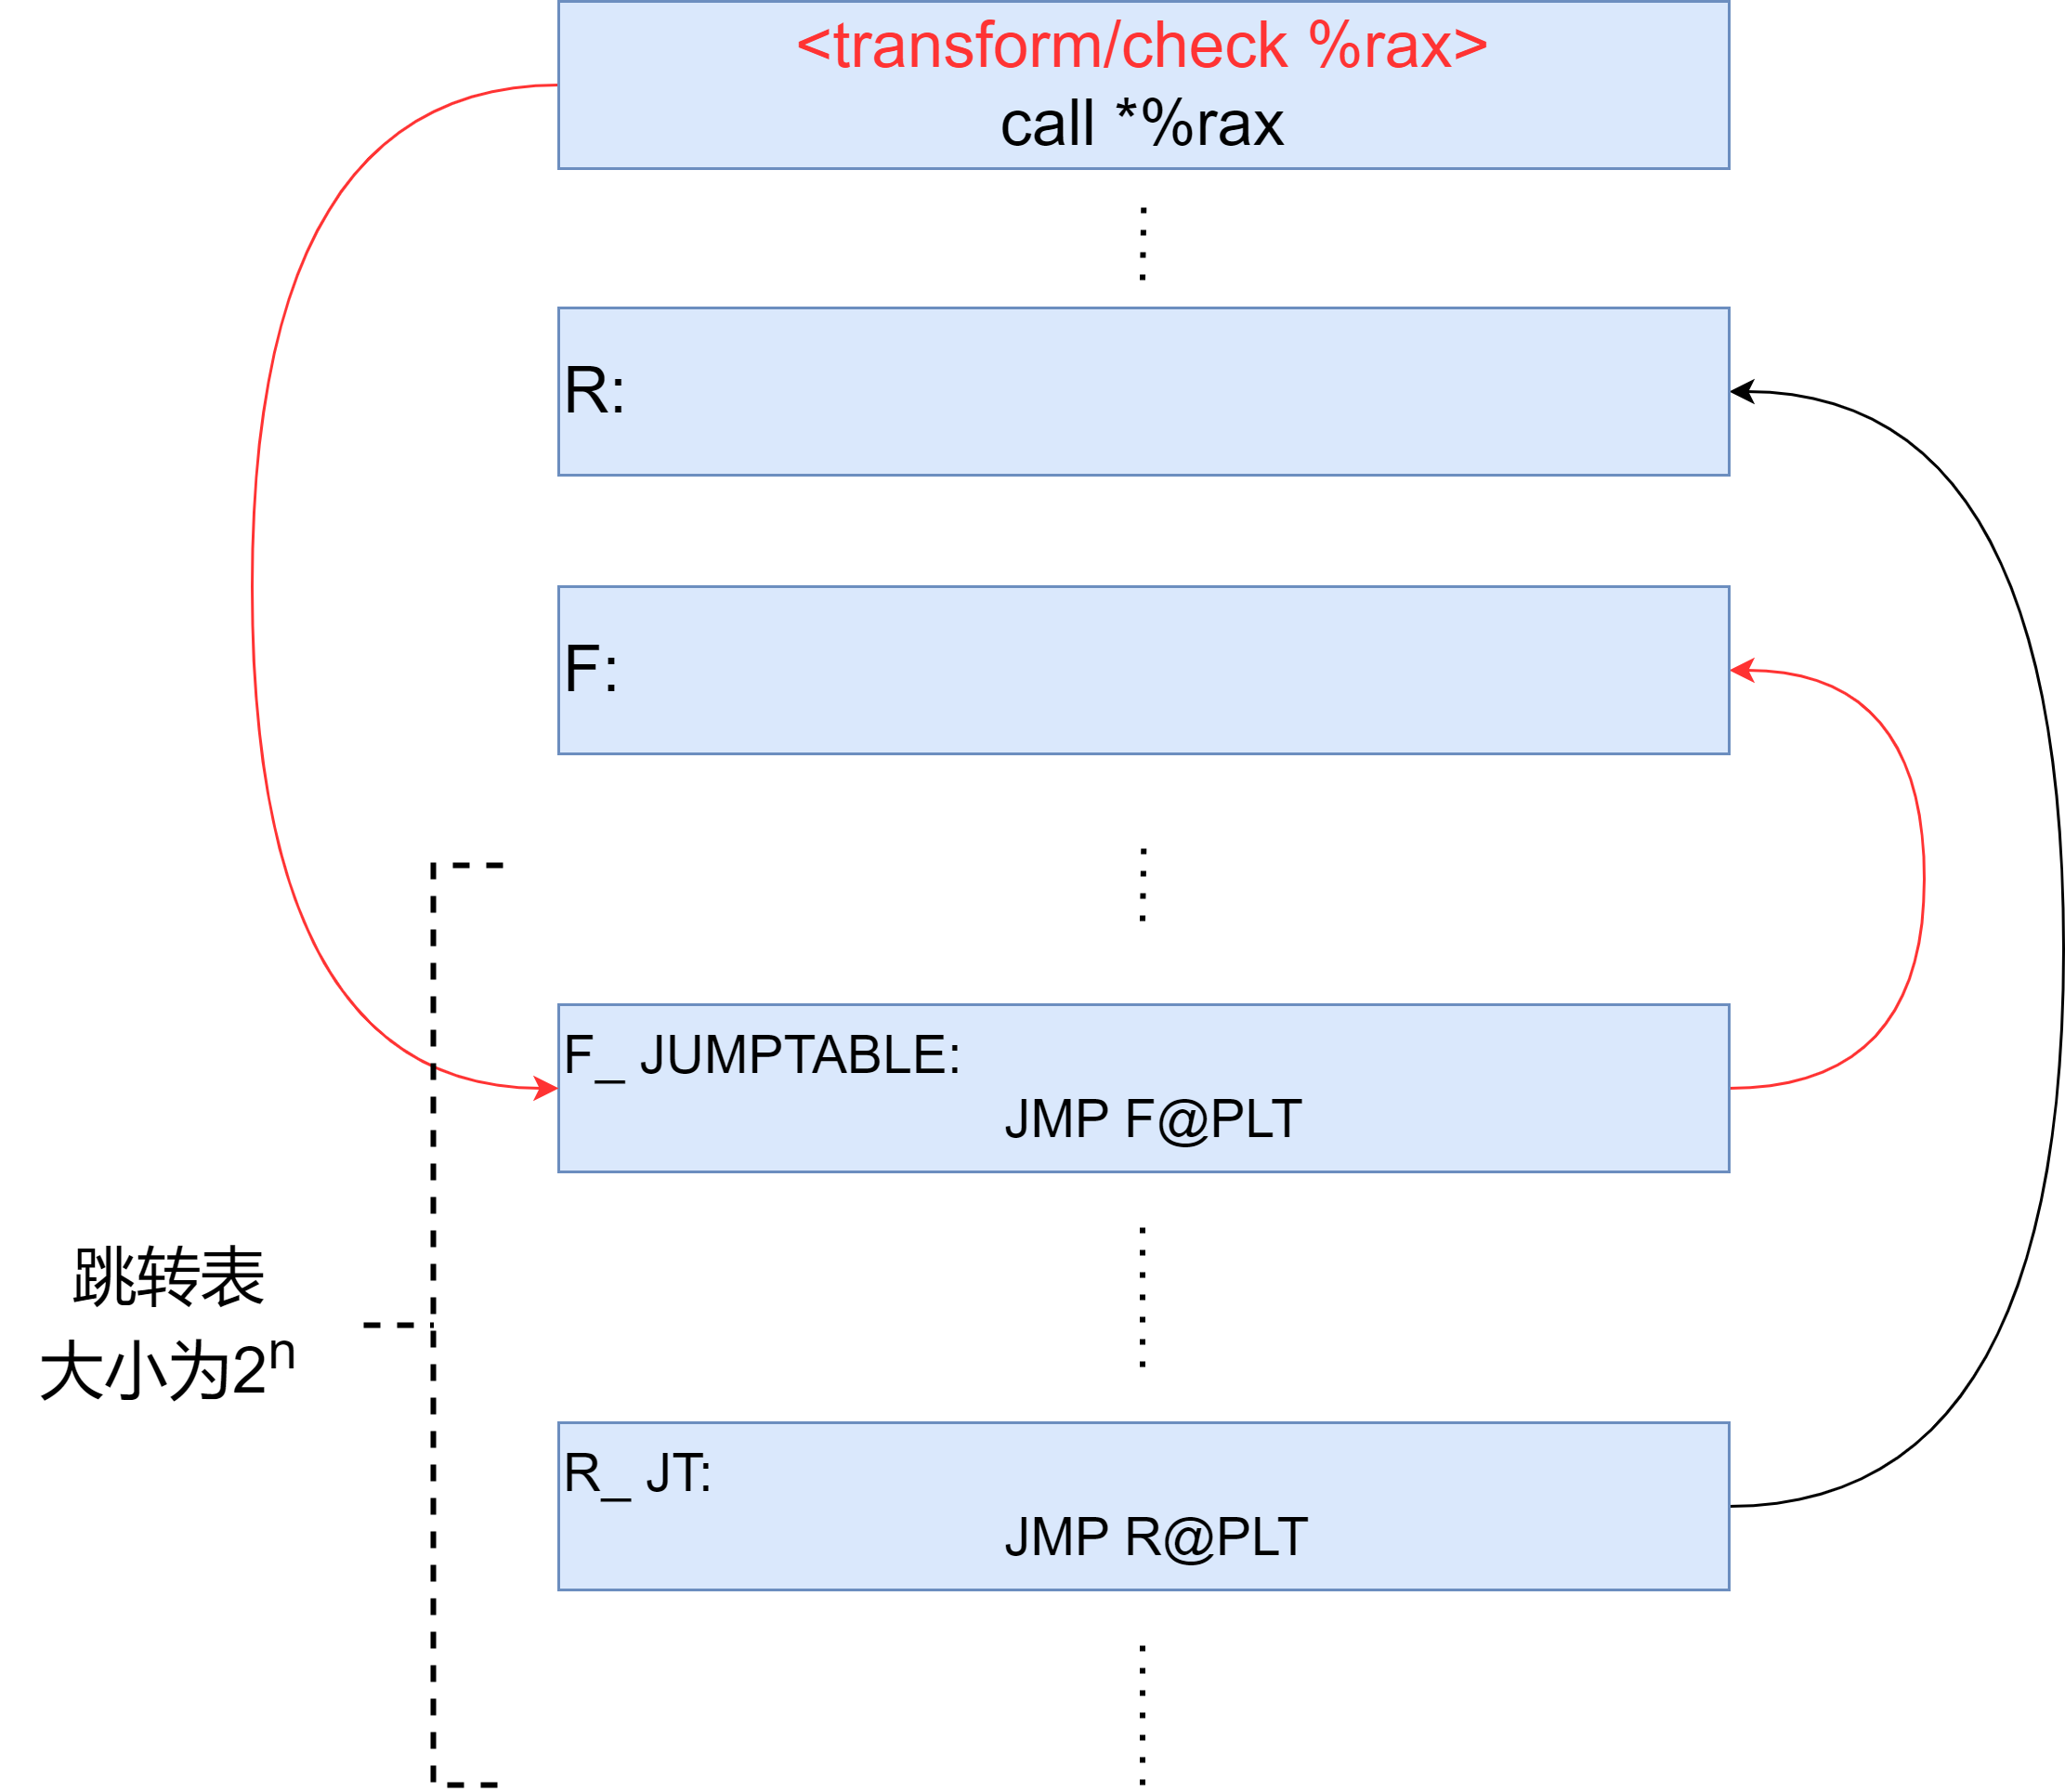 <transform/check %rax>
call *%rax
R:
F:
F_ JUMPTABLE:
JMP F@PLT
跳转表
大小为2ⁿ
R_ JT:
JMP R@PLT